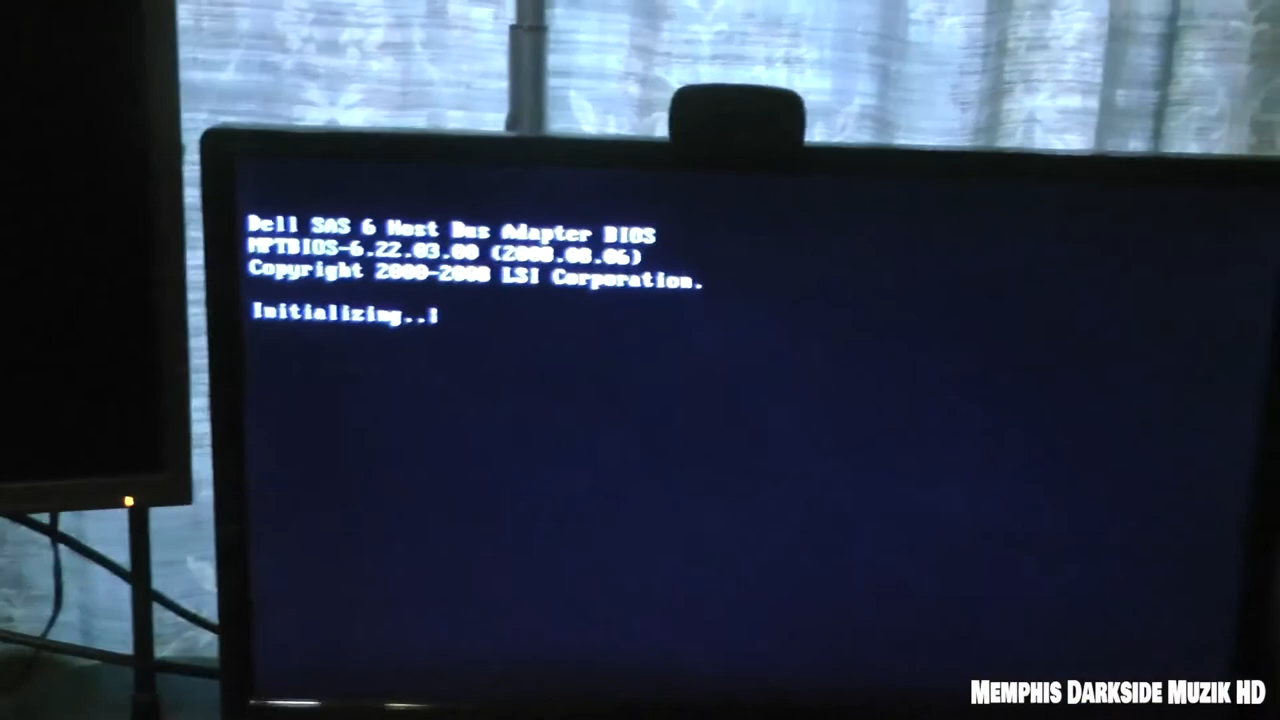 Dell SAS 6 Host Bus Adapter BIOS
MPTBIOS-6.22.03.00 (2008.08.06)
Copyright 2000-2008 LSI Corporation.
Initializing..|
MEMPHIS DARKSIDE MUZIK HD